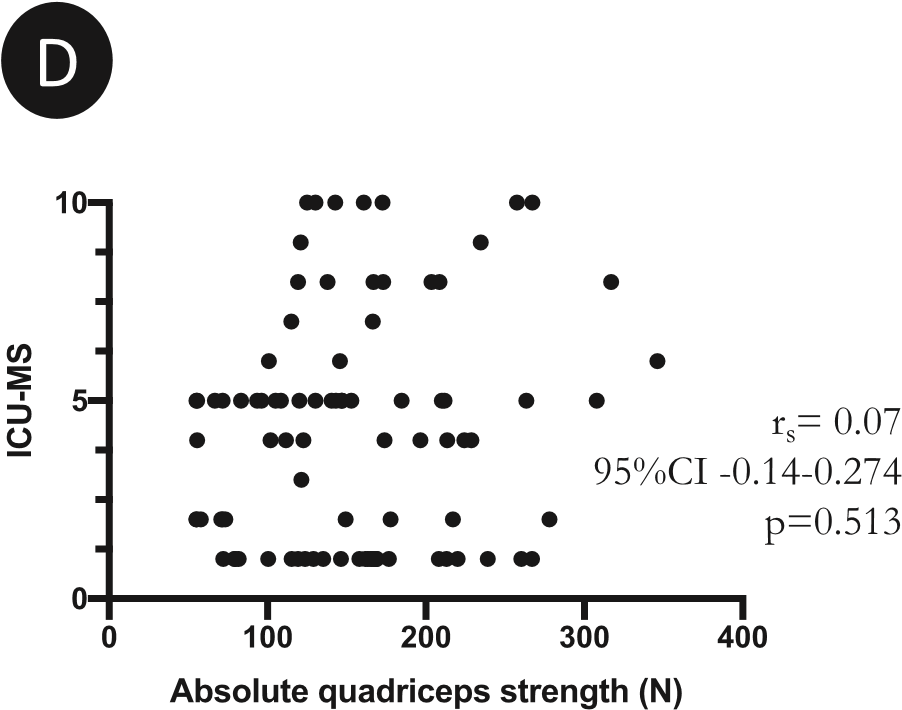 D
10
5
0
ICU-MS
0 100 200 300 400
Absolute quadriceps strength (N)
rs= 0.07
95%CI -0.14-0.274
p=0.513